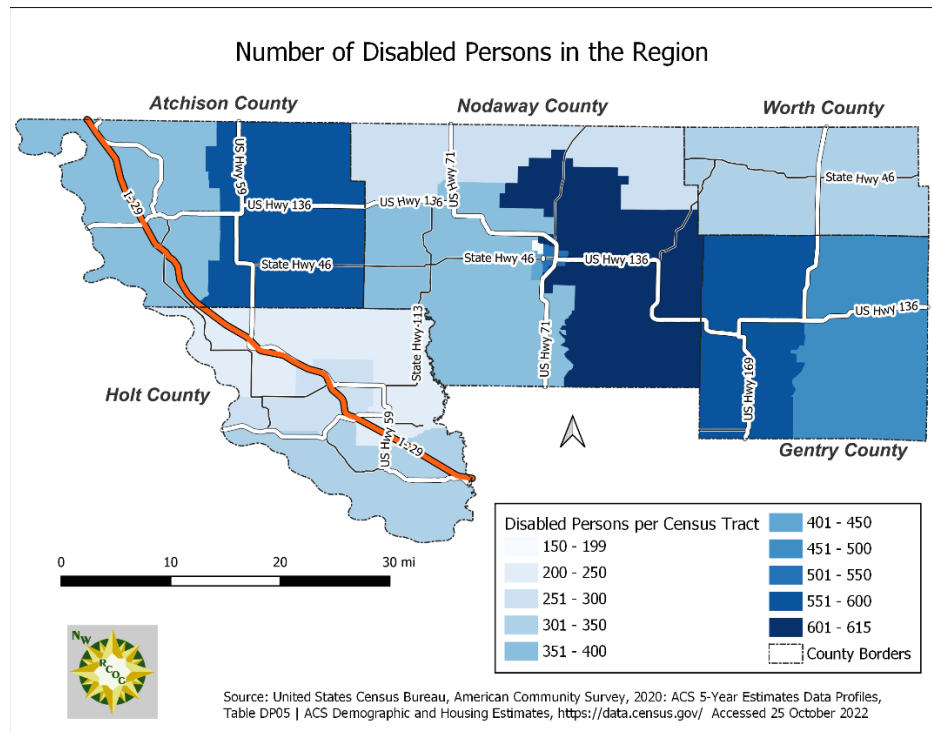 Number of Disabled Persons in the Region
Atchison County
Nodaway County
Worth County
US Hwy 59
US Hwy 71
State Hwy 46
I-29
US Hwy 136
US Hwy 136
State Hwy 46
State Hwy 46
US Hwy 136
State Hwy 113
US Hwy 71
US Hwy 136
US Hwy 169
Holt County
US Hwy 59
I-29
Gentry County
Disabled Persons per Census Tract
150 - 199
200 - 250
251 - 300
301 - 350
351 - 400
401 - 450
451 - 500
501 - 550
551 - 600
601 - 615
County Borders
0 10 20 30 mi
NW
RCOG
Source: United States Census Bureau, American Community Survey, 2020: ACS 5-Year Estimates Data Profiles,
Table DP05 | ACS Demographic and Housing Estimates, https://data.census.gov/ Accessed 25 October 2022